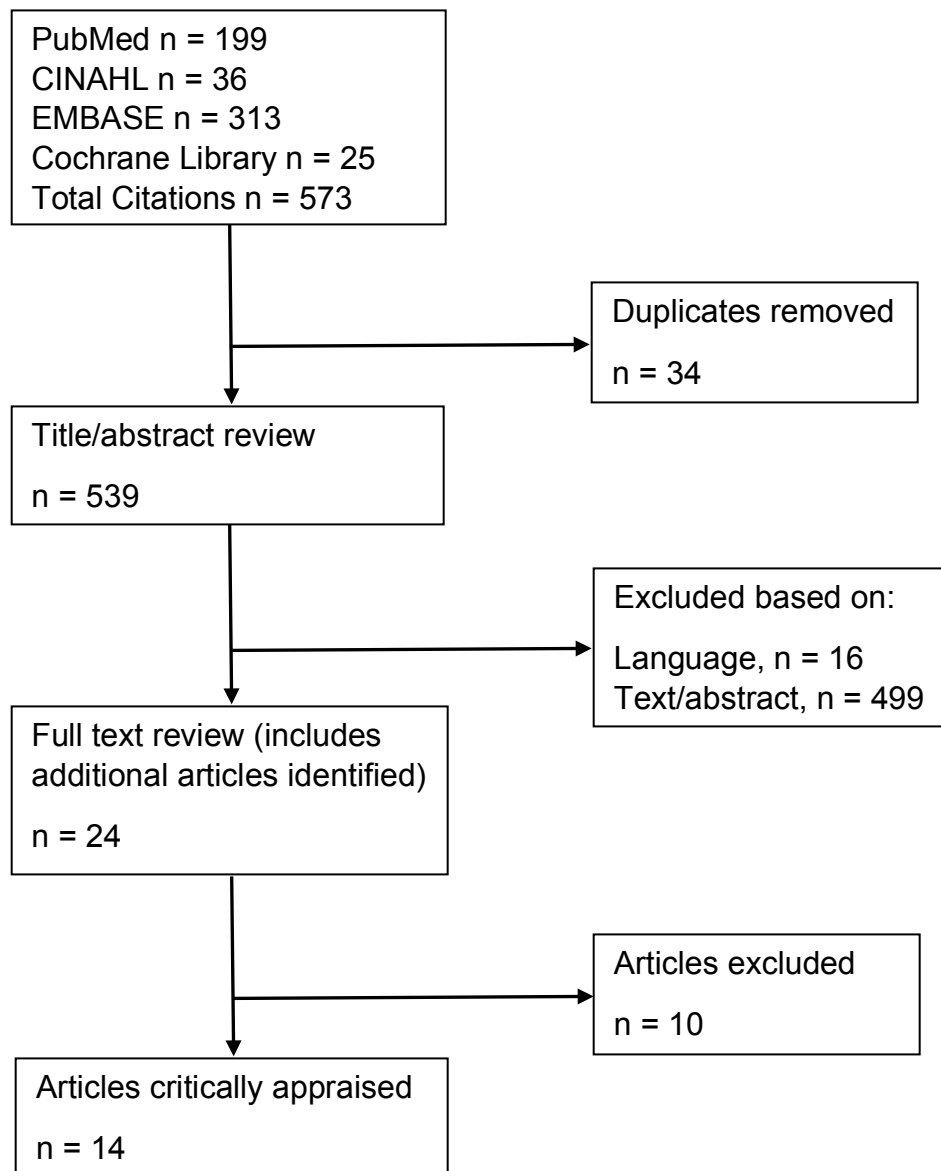 PubMed n = 199
CINAHL n = 36
EMBASE n = 313
Cochrane Library n = 25
Total Citations n = 573
Duplicates removed
n = 34
Title/abstract review
n = 539
Excluded based on:
Language, n = 16
Text/abstract, n = 499
Full text review (includes
additional articles identified)
n = 24
Articles excluded
n = 10
Articles critically appraised
n = 14